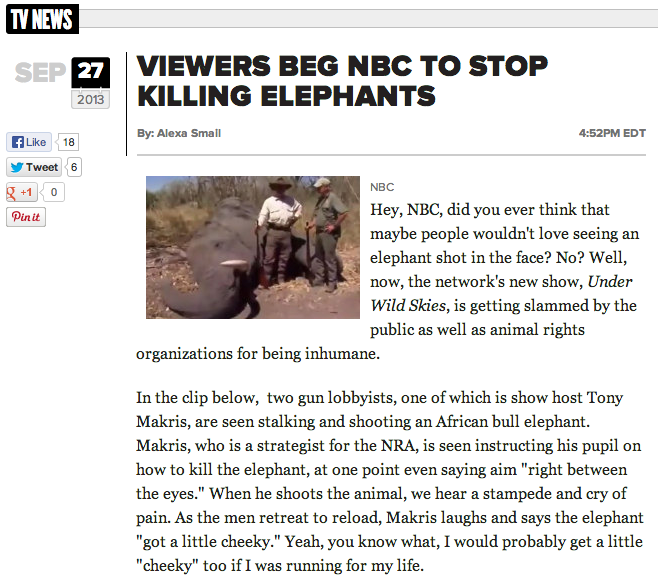 TV NEWS
SEP 27
2013
VIEWERS BEG NBC TO STOP
KILLING ELEPHANTS
By: Alexa Small
4:52PM EDT
Like 18
Tweet 6
g +1 0
Pin it
NBC
Hey, NBC, did you ever think that
maybe people wouldn't love seeing an
elephant shot in the face? No? Well,
now, the network's new show, Under
Wild Skies, is getting slammed by the
public as well as animal rights
organizations for being inhumane.
In the clip below,  two gun lobbyists, one of which is show host Tony
Makris, are seen stalking and shooting an African bull elephant.
Makris, who is a strategist for the NRA, is seen instructing his pupil on
how to kill the elephant, at one point even saying aim "right between
the eyes." When he shoots the animal, we hear a stampede and cry of
pain. As the men retreat to reload, Makris laughs and says the elephant
"got a little cheeky." Yeah, you know what, I would probably get a little
"cheeky" too if I was running for my life.